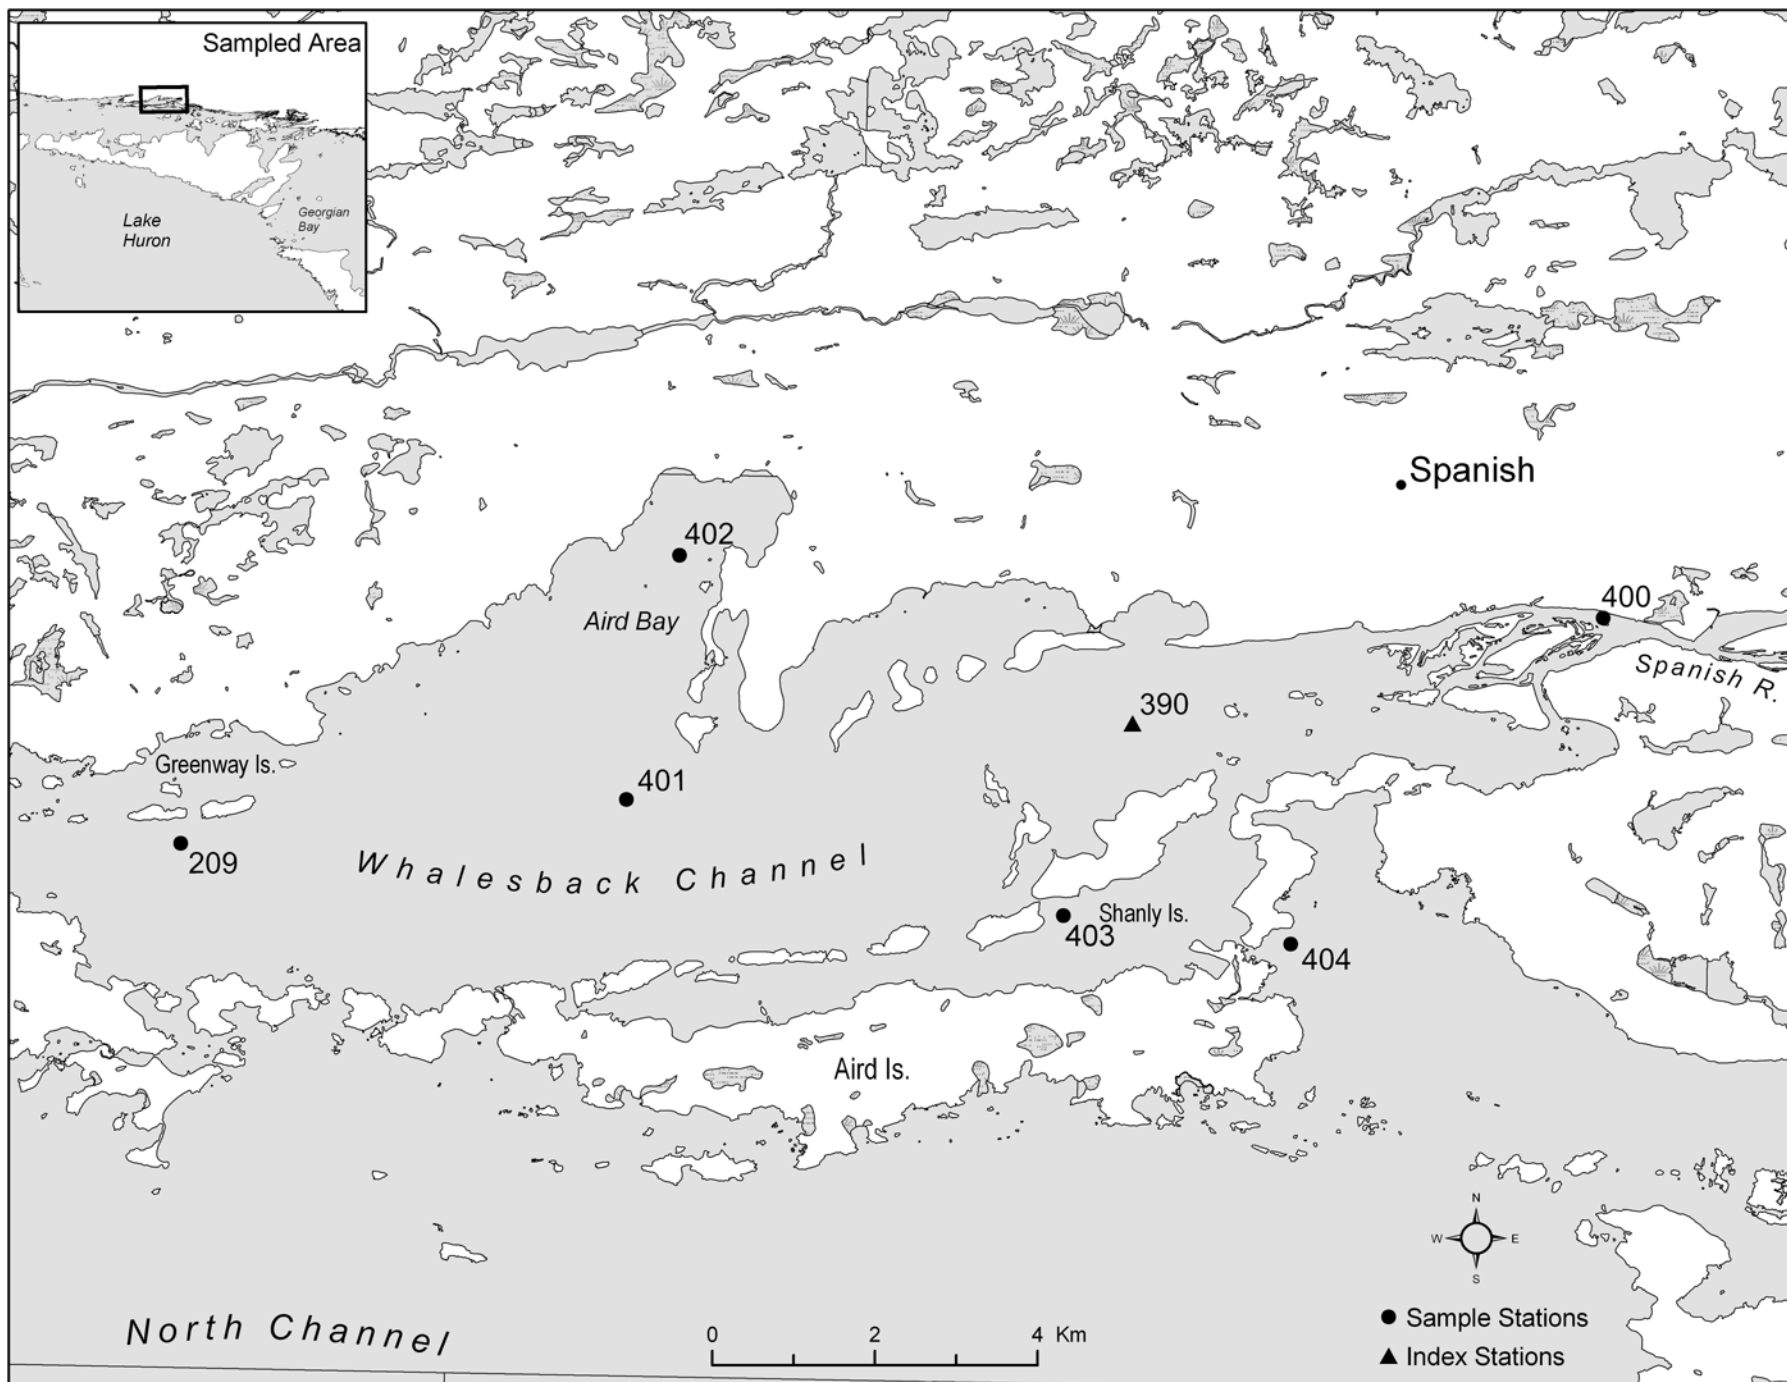 Sampled Area
Lake
Huron
Georgian
Bay
Spanish
402
400
Aird Bay
Spanish R.
390
Greenway Is.
401
209
Whalesback Channel
Shanly Is.
403
404
Aird Is.
N
W E
S
North Channel
0 2 4 Km
Sample Stations
Index Stations